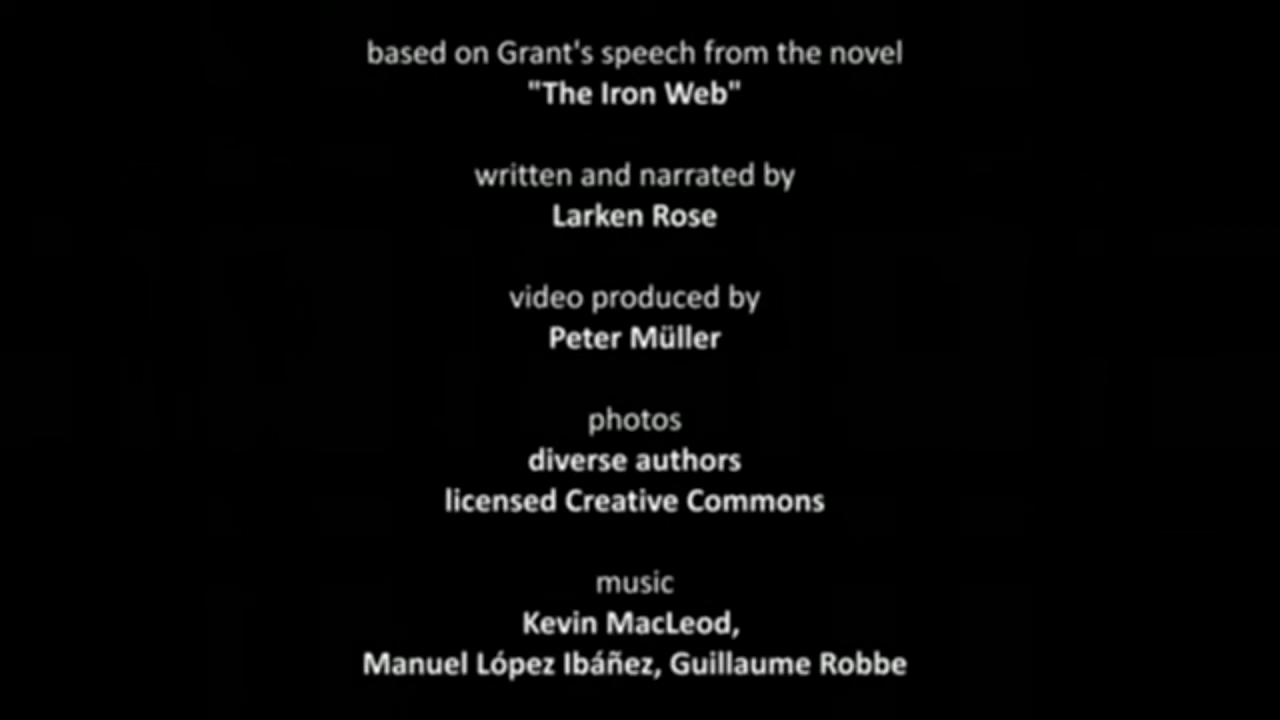 based on Grant's speech from the novel
"The Iron Web"
written and narrated by
Larken Rose
video produced by
Peter Müller
photos
diverse authors
licensed Creative Commons
music
Kevin MacLeod,
Manuel López Ibáñez, Guillaume Robbe